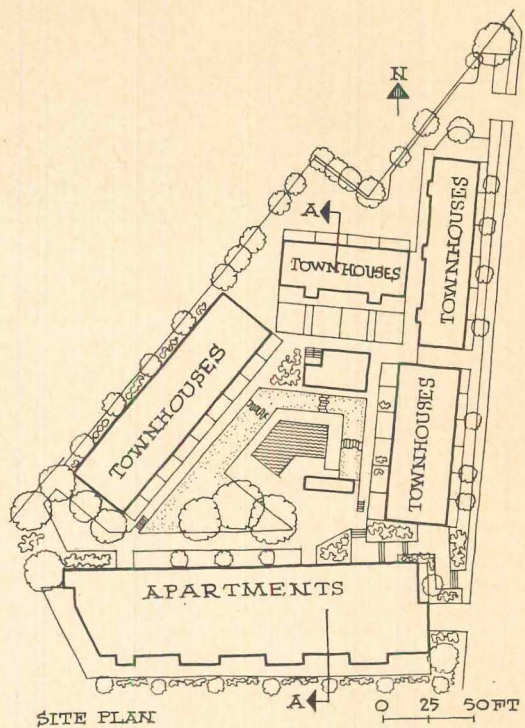 N
A
TOWNHOUSES
TOWNHOUSES
TOWNHOUSES
TOWNHOUSES
APARTMENTS
A
SITE PLAN
0 25 50FT